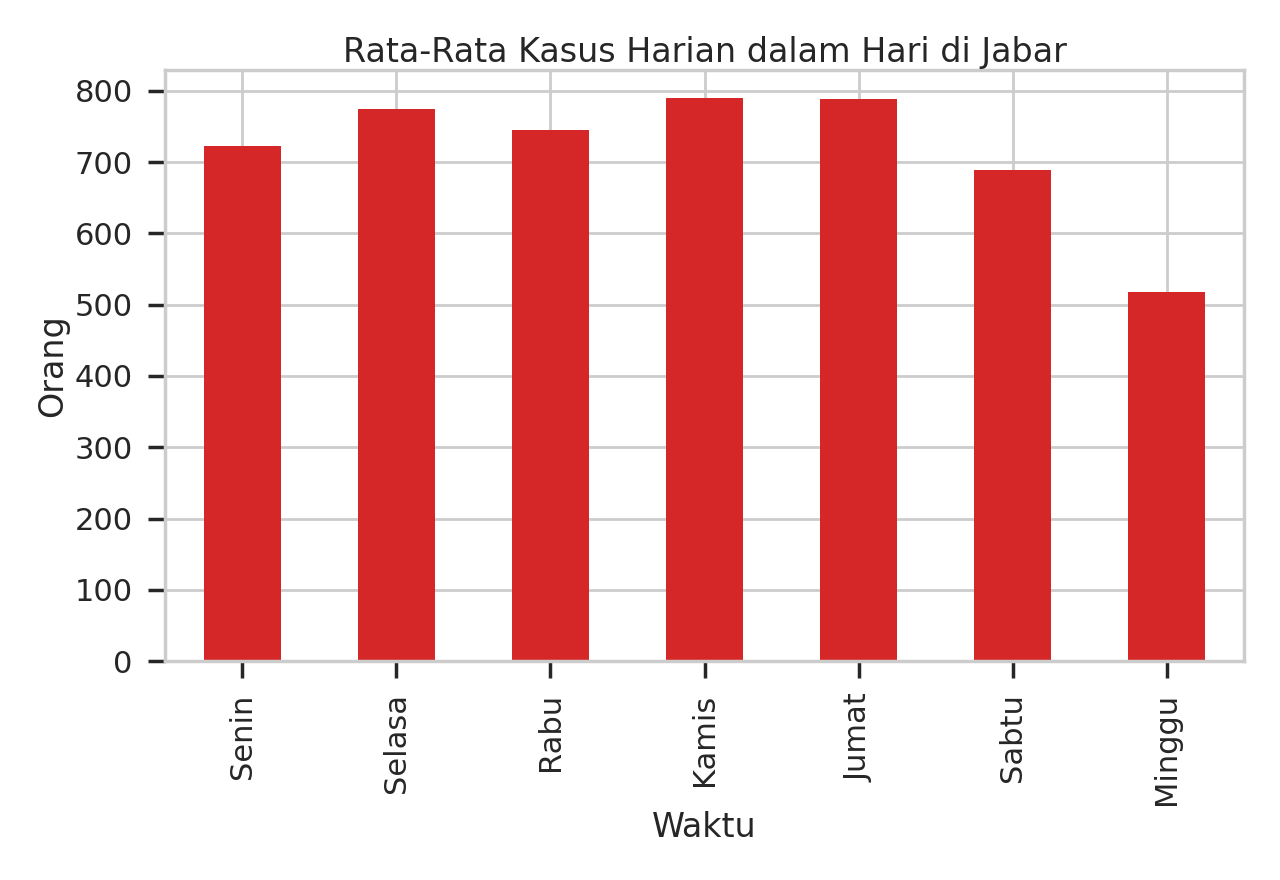 Rata-Rata Kasus Harian dalam Hari di Jabar
800
700
600
500
400
300
200
100
0
Orang
Senin
Selasa
Rabu
Kamis
Jumat
Sabtu
Minggu
Waktu